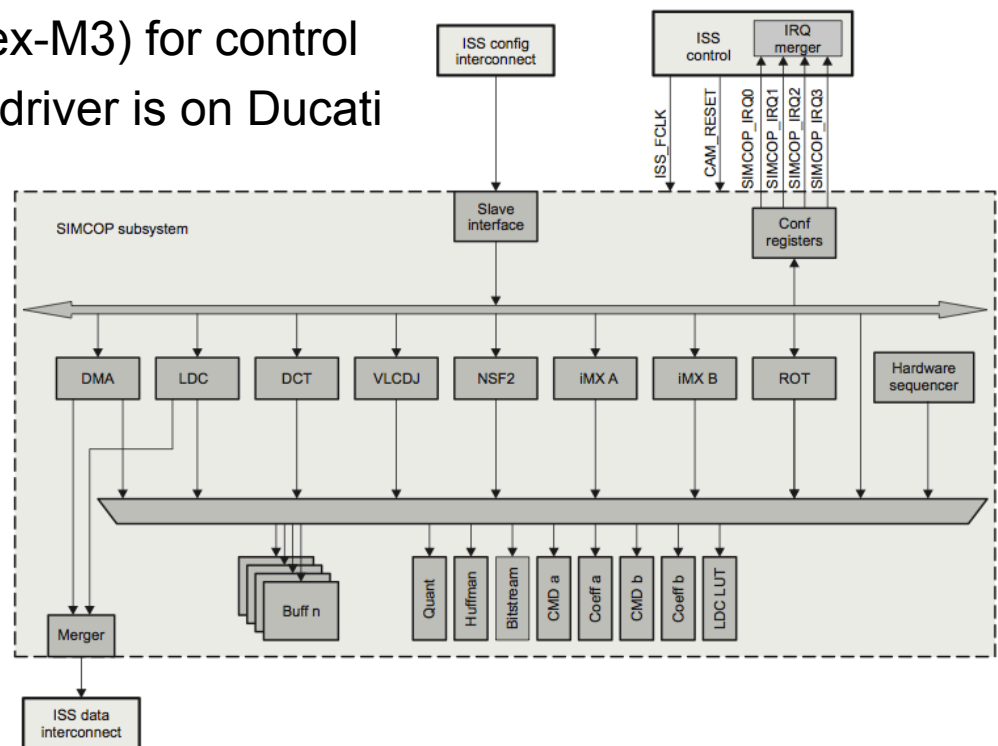 ex-M3) for control
driver is on Ducati
ISS config
interconnect
ISS
control
IRQ
merger
ISS_FCLK
CAM_RESET
SIMCOP_IRQ0
SIMCOP_IRQ1
SIMCOP_IRQ2
SIMCOP_IRQ3
SIMCOP subsystem
Slave
interface
Conf
registers
DMA
LDC
DCT
VLCDJ
NSF2
iMX A
iMX B
ROT
Hardware
sequencer
Buff n
Quant
Huffman
Bitstream
CMD a
Coeff a
CMD b
Coeff b
LDC LUT
Merger
ISS data
interconnect